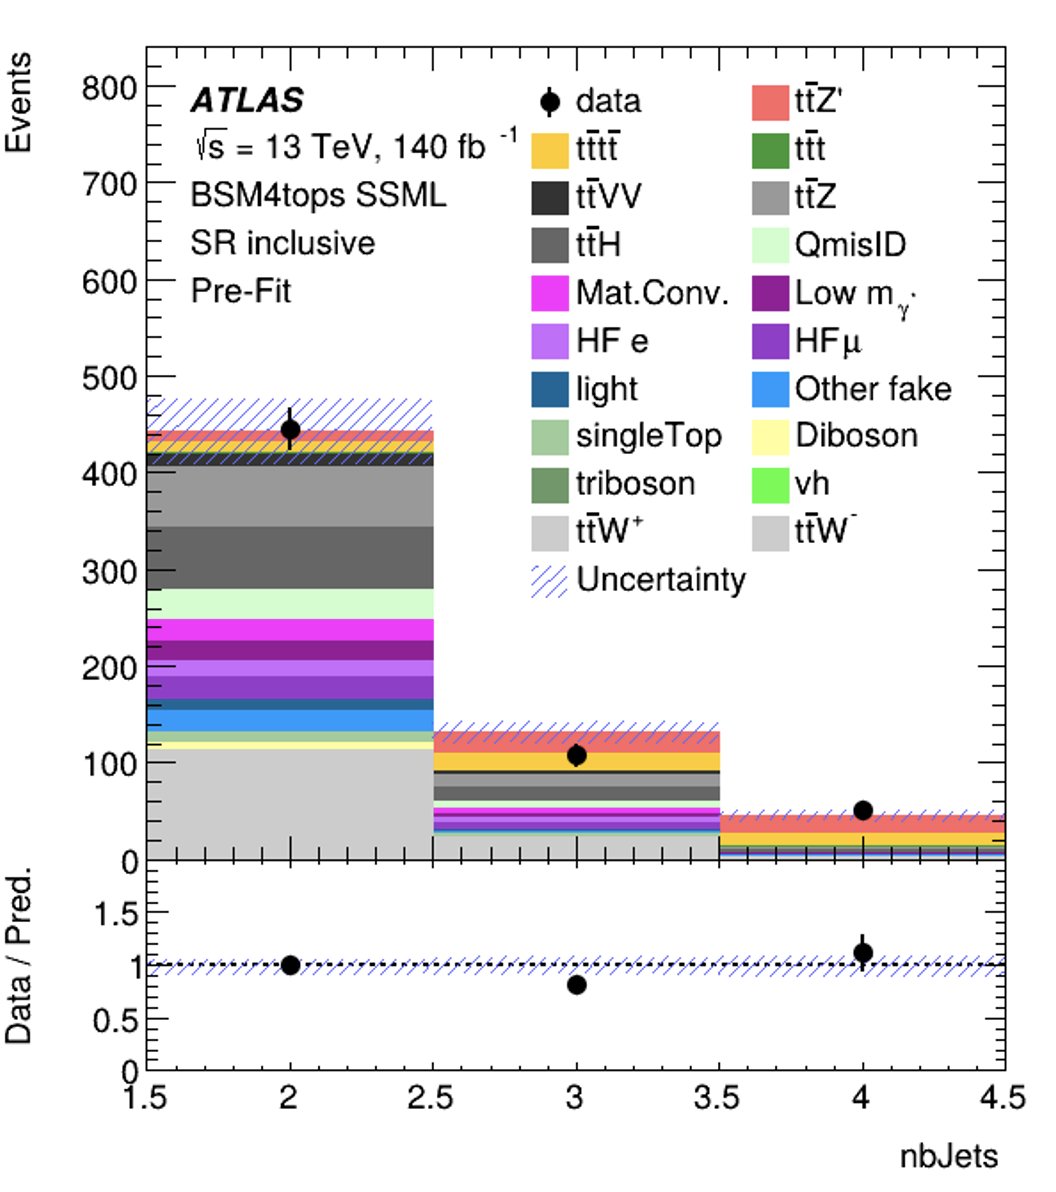 Events
800
700
600
500
400
300
200
100
0
ATLAS
√s = 13 TeV, 140 fb⁻¹
BSM4tops SSML
SR inclusive
Pre-Fit
data
tt̄Z'
tt̄tt̄
tt̄t
tt̄VV
tt̄Z
tt̄H
QmisID
Mat.Conv.
Low mγ*
HF e
HFμ
light
Other fake
singleTop
Diboson
triboson
vh
tt̄W⁺
tt̄W⁻
Uncertainty
Data / Pred.
1.5
1
0.5
0
1.5 2 2.5 3 3.5 4 4.5
nbJets